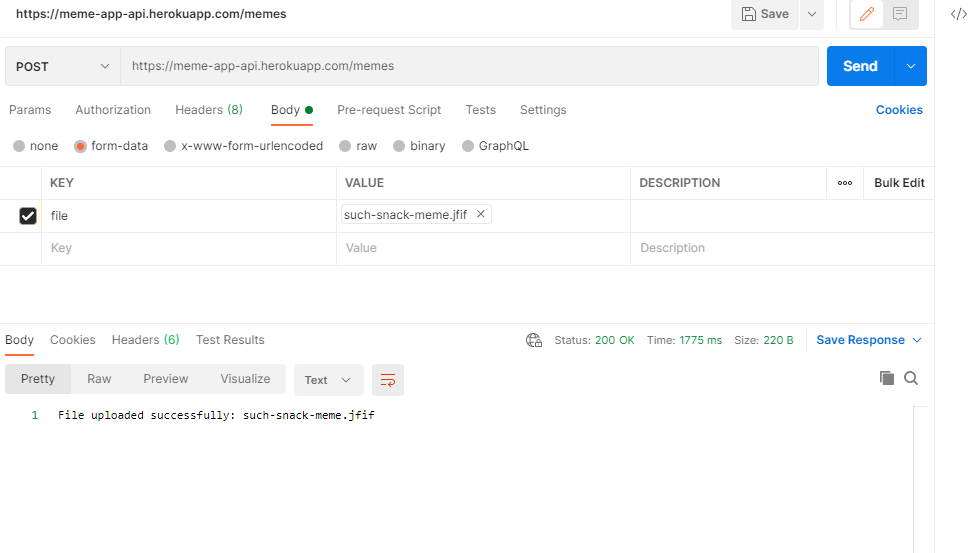 https://meme-app-api.herokuapp.com/memes
Save
</>
POST https://meme-app-api.herokuapp.com/memes Send
Params Authorization Headers (8) Body Pre-request Script Tests Settings Cookies
none form-data x-www-form-urlencoded raw binary GraphQL
KEY VALUE DESCRIPTION ooo Bulk Edit
file such-snack-meme.jfif ×
Key Value Description
Body Cookies Headers (6) Test Results Status: 200 OK Time: 1775 ms Size: 220 B Save Response
Pretty Raw Preview Visualize Text
1 File uploaded successfully: such-snack-meme.jfif